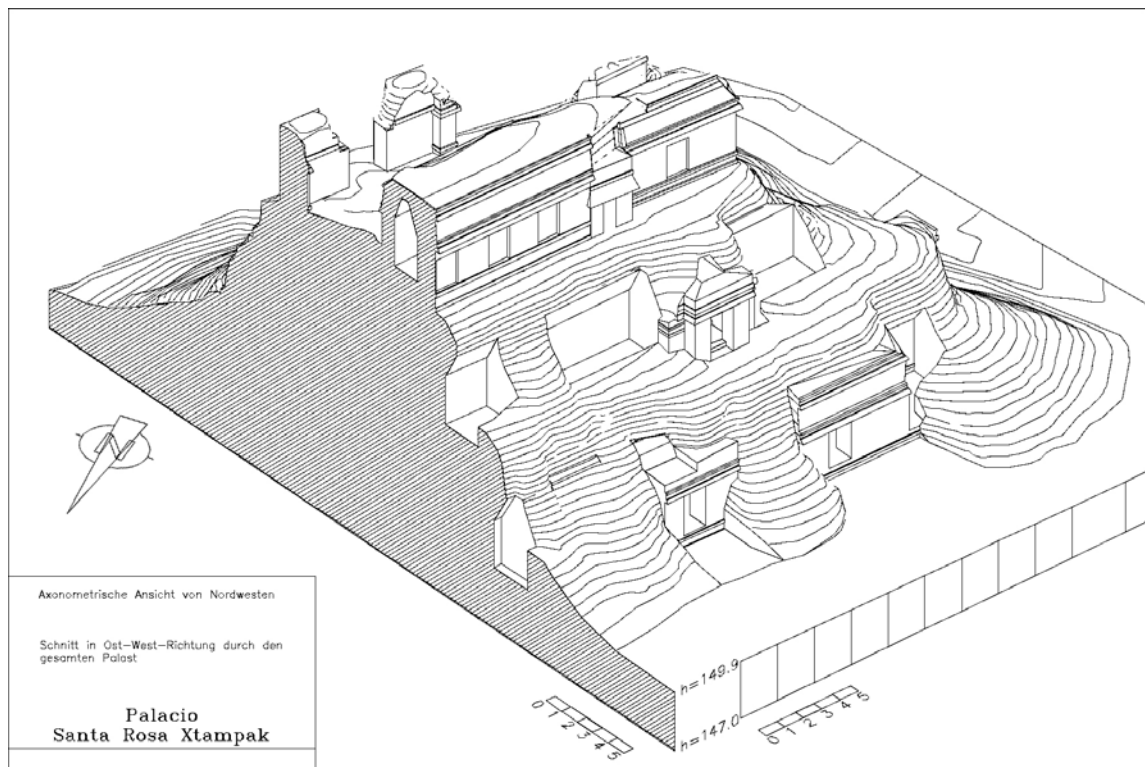 N
Axonometrische Ansicht von Nordwesten
Schnitt in Ost-West-Richtung durch den
gesamten Palast
Palacio
Santa Rosa Xtampak
h=149.9
h=147.0
0 1 2 3 4 5
0 1 2 3 4 5